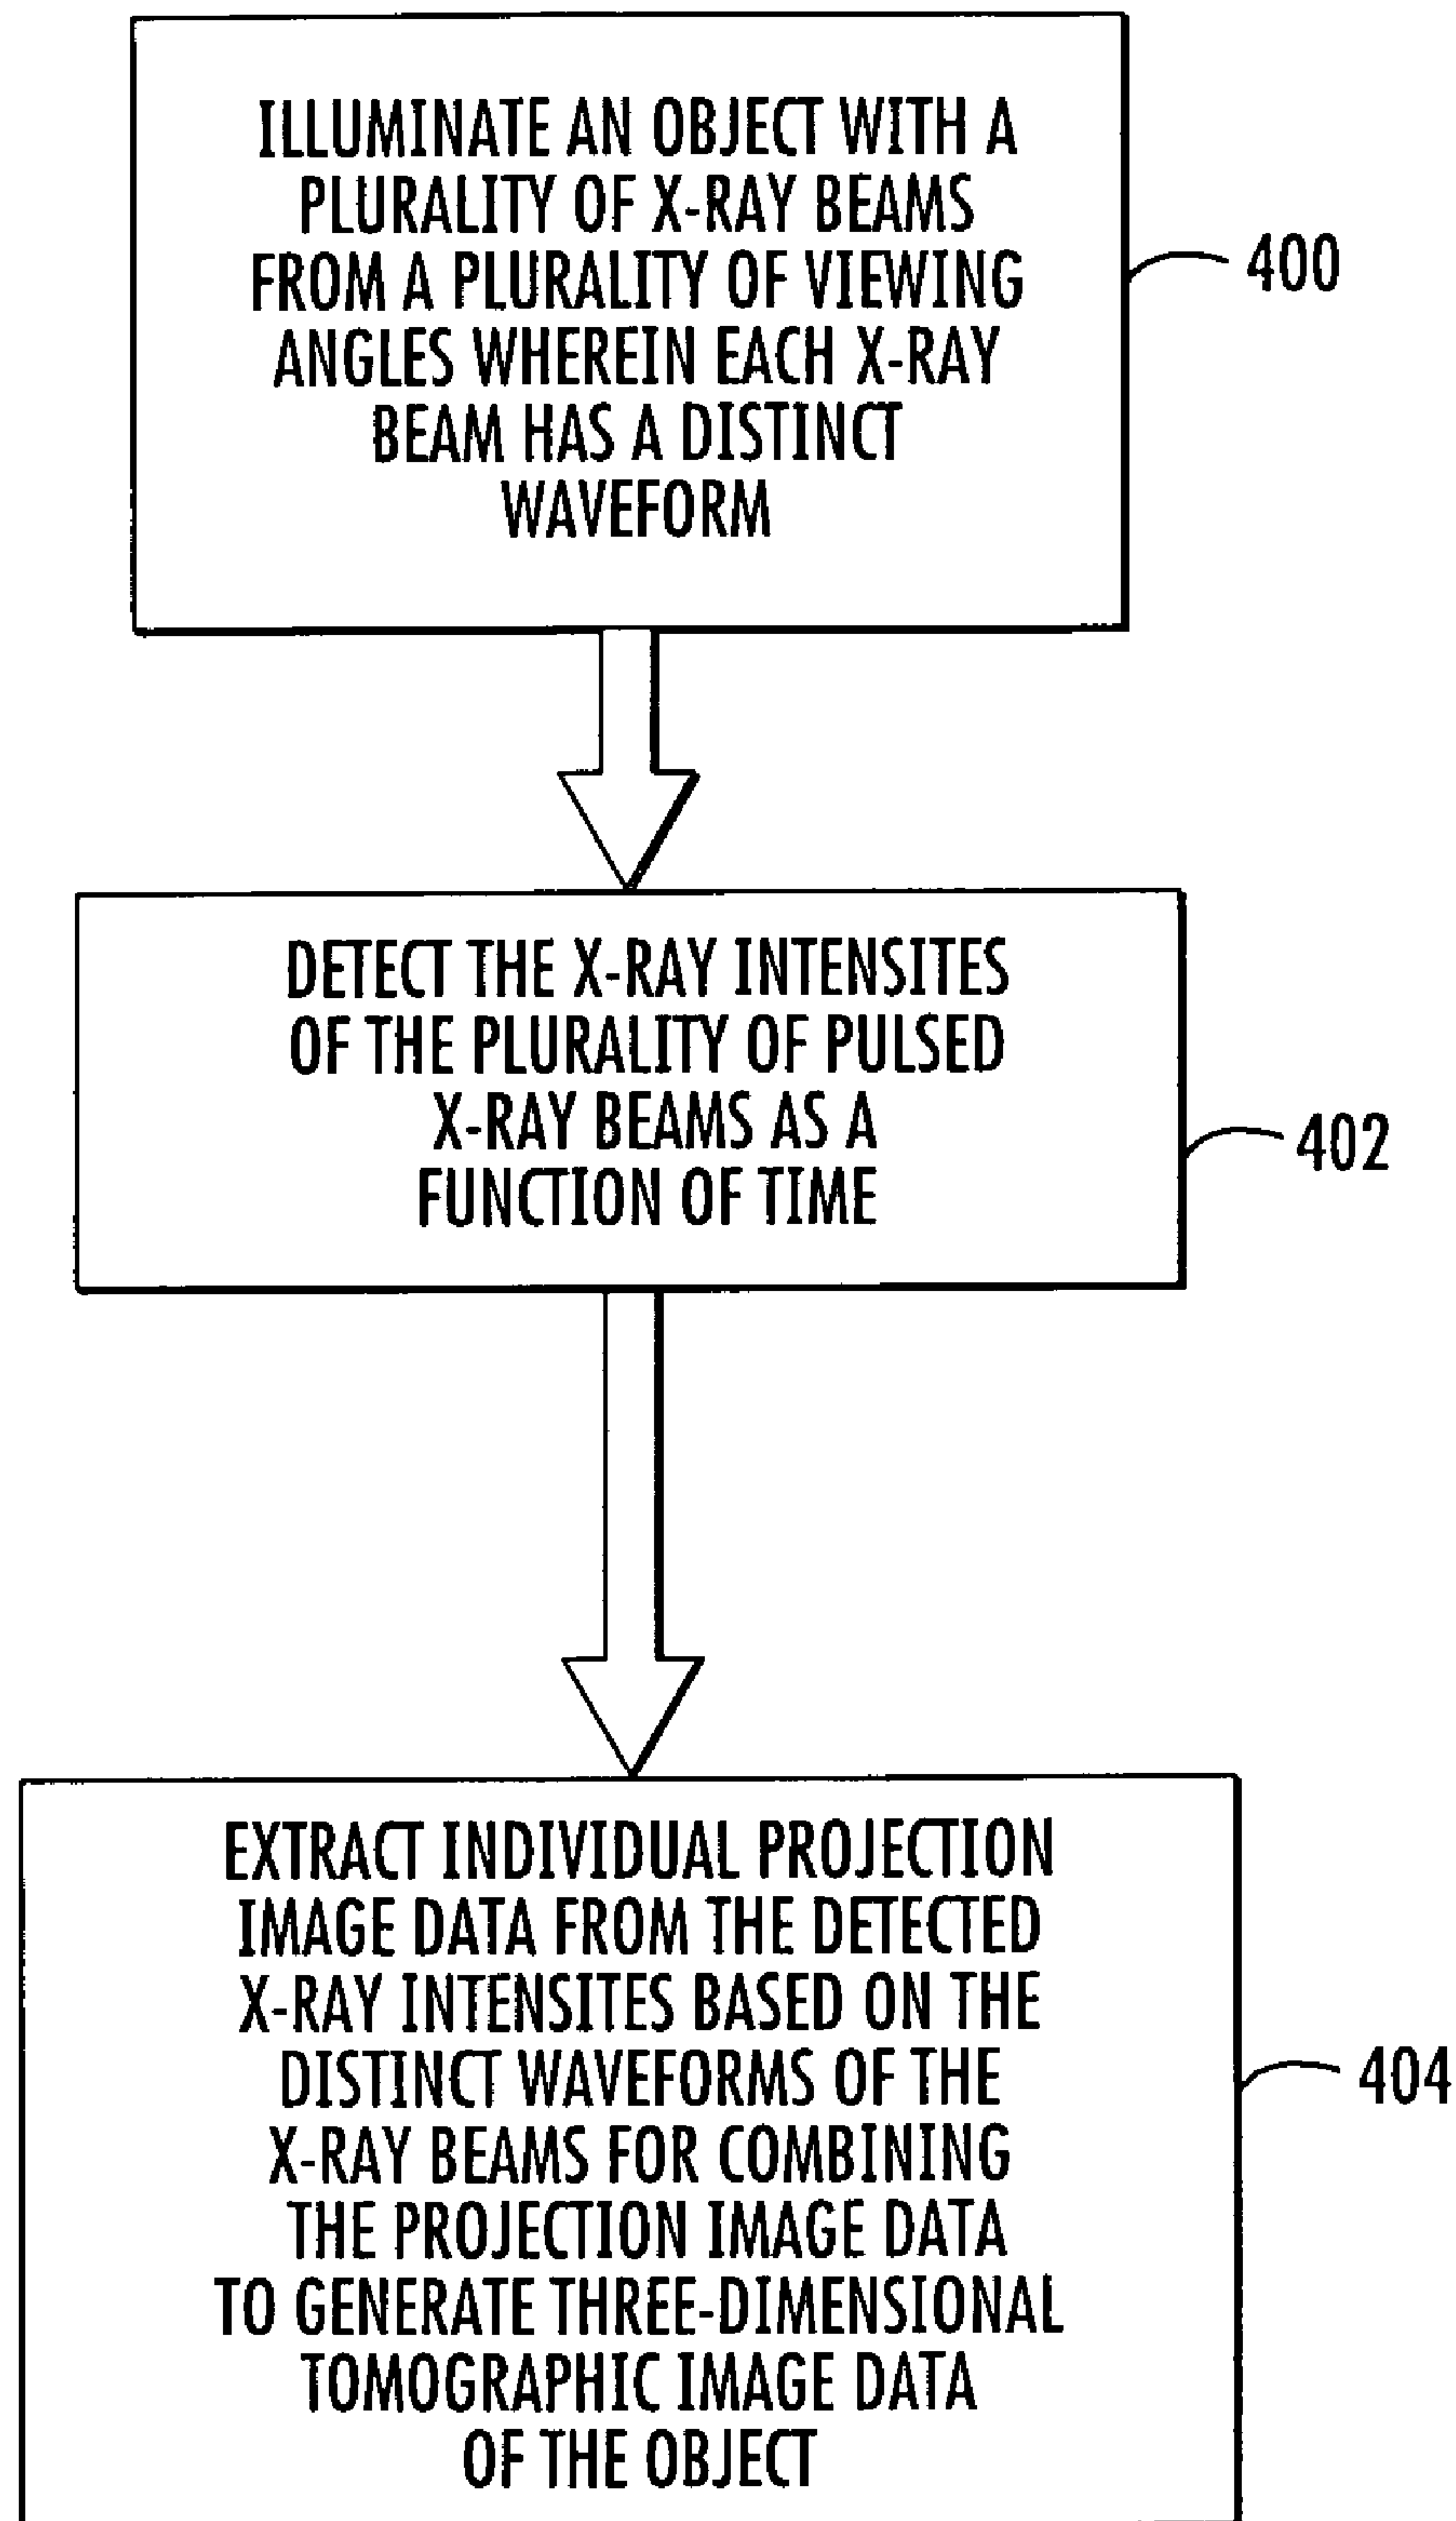 ILLUMINATE AN OBJECT WITH A
PLURALITY OF X-RAY BEAMS
FROM A PLURALITY OF VIEWING
ANGLES WHEREIN EACH X-RAY
BEAM HAS A DISTINCT
WAVEFORM
400
DETECT THE X-RAY INTENSITES
OF THE PLURALITY OF PULSED
X-RAY BEAMS AS A
FUNCTION OF TIME
402
EXTRACT INDIVIDUAL PROJECTION
IMAGE DATA FROM THE DETECTED
X-RAY INTENSITES BASED ON THE
DISTINCT WAVEFORMS OF THE
X-RAY BEAMS FOR COMBINING
THE PROJECTION IMAGE DATA
TO GENERATE THREE-DIMENSIONAL
TOMOGRAPHIC IMAGE DATA
OF THE OBJECT
404